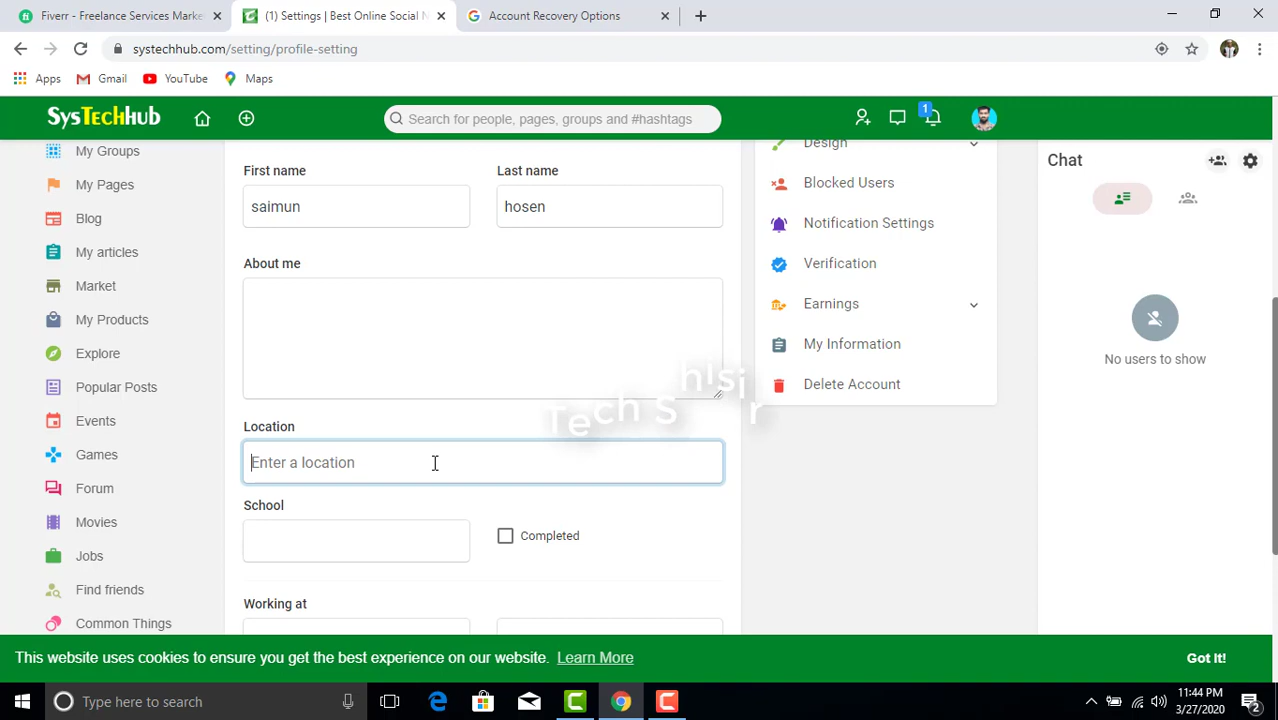 Fiverr - Freelance Services Marke
(1) Settings | Best Online Social N
Account Recovery Options
systechhub.com/setting/profile-setting
Apps
Gmail
YouTube
Maps
SysTechhub
Search for people, pages, groups and #hashtags
1
My Groups
My Pages
Blog
My articles
Market
My Products
Explore
Popular Posts
Events
Games
Forum
Movies
Jobs
Find friends
Common Things
First name
Last name
saimun
hosen
About me
Location
Enter a location
School
Completed
Working at
Design
Blocked Users
Notification Settings
Verification
Earnings
My Information
Delete Account
Chat
No users to show
This website uses cookies to ensure you get the best experience on our website. Learn More
Got It!
Type here to search
11:44 PM
3/27/2020
2